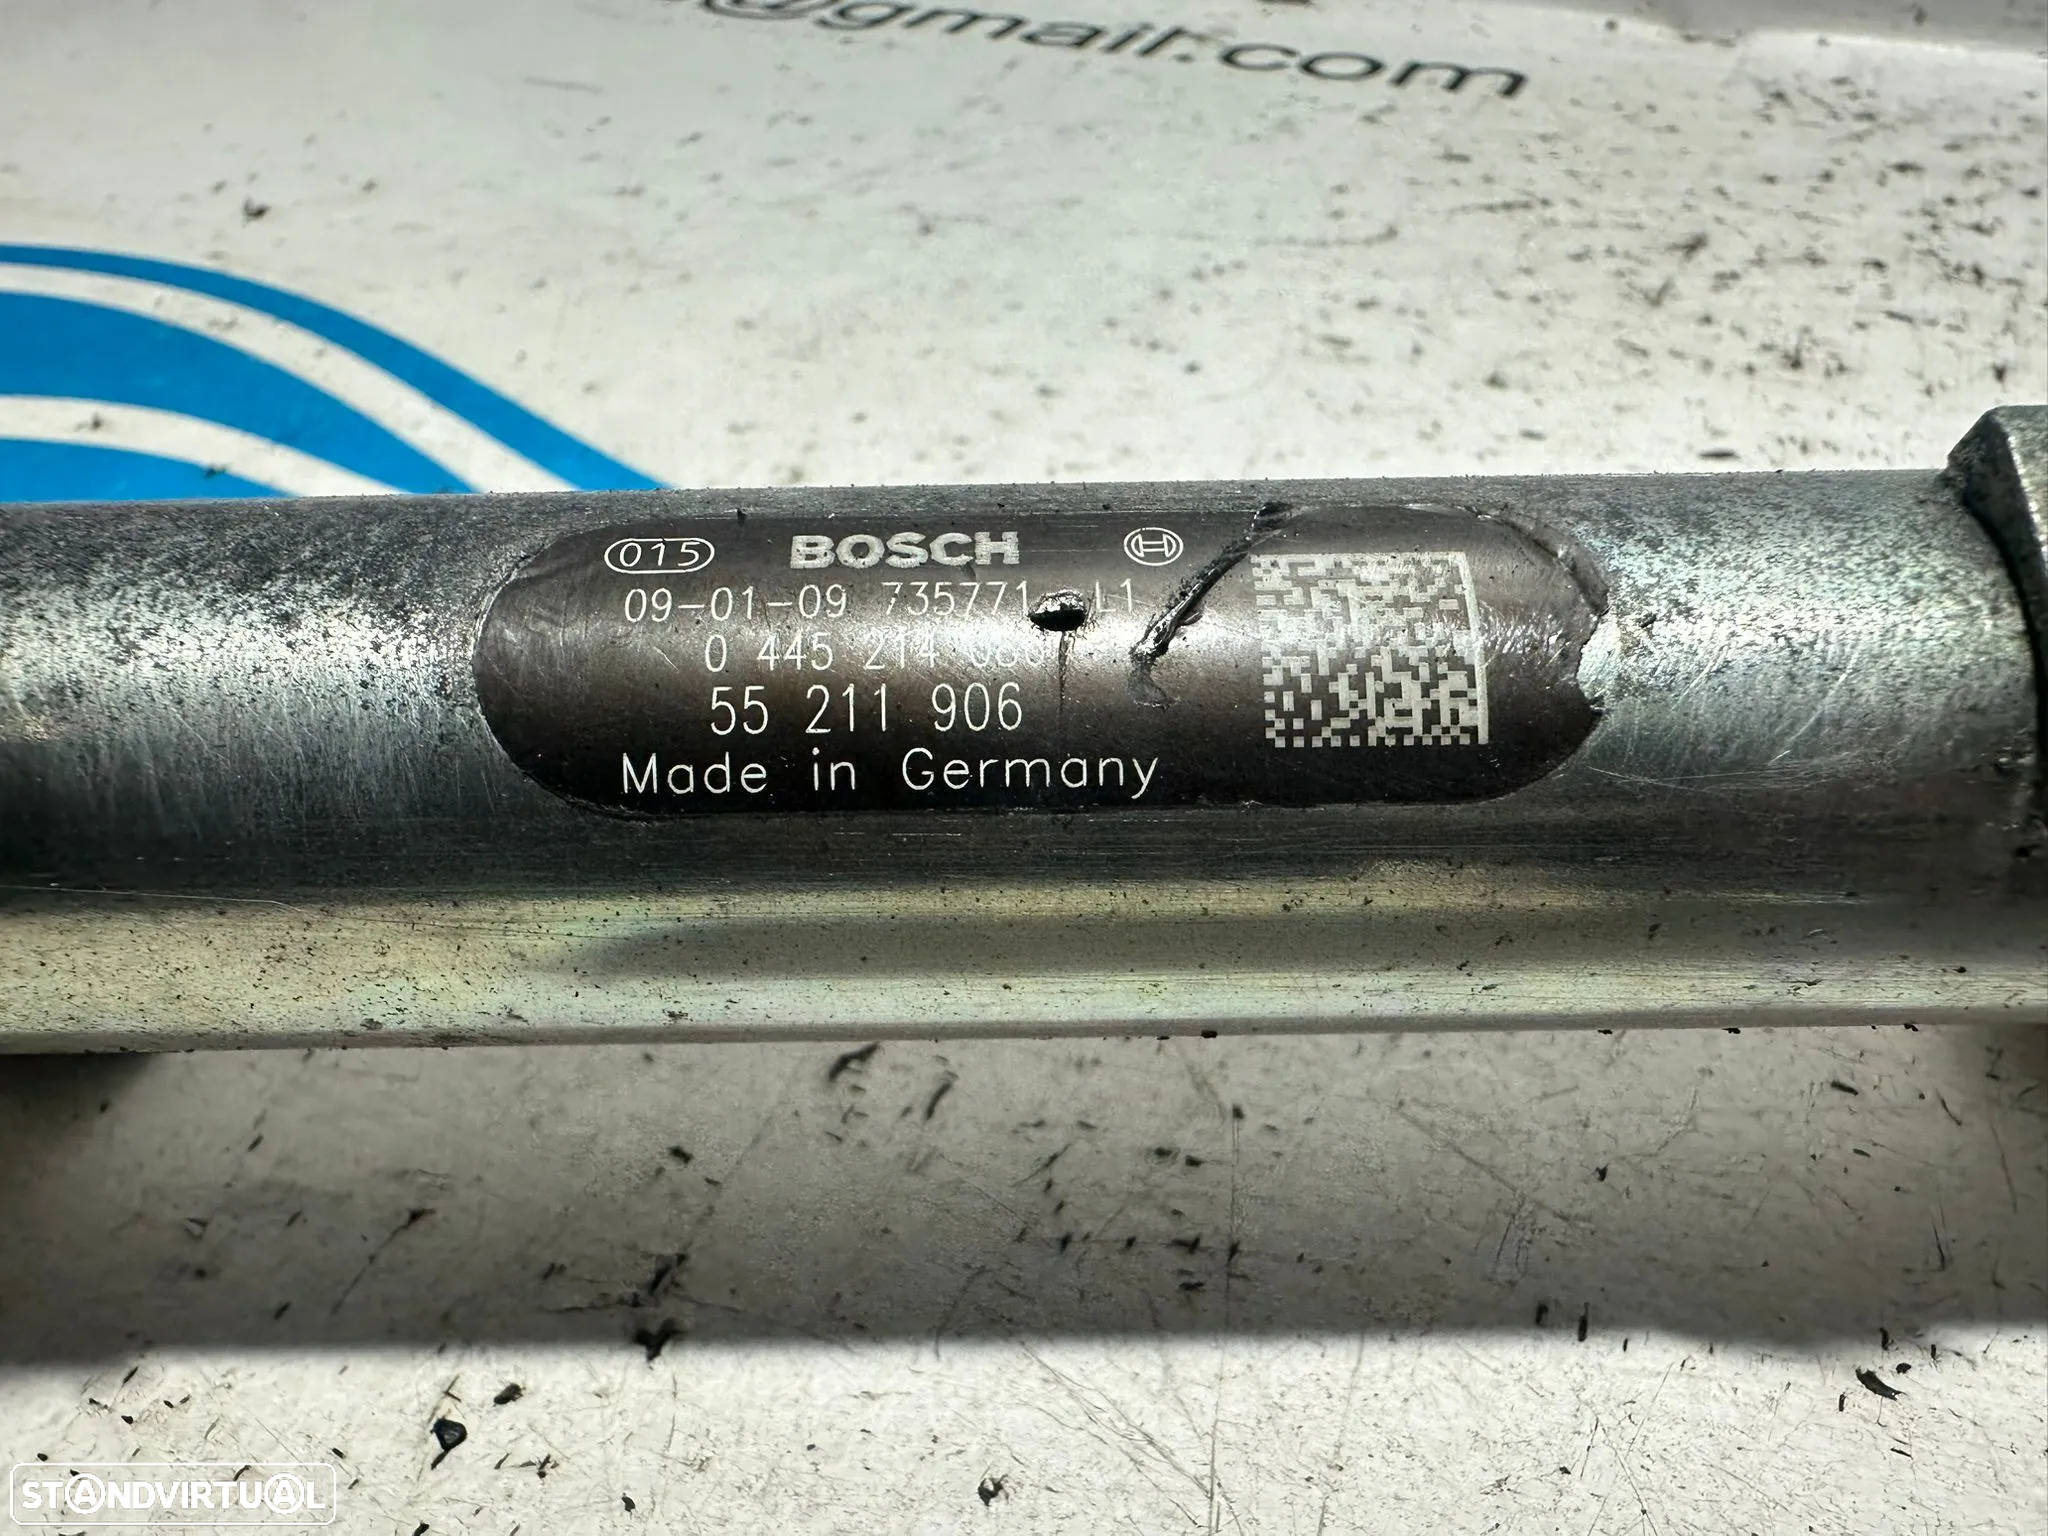 @gmail.com
015 BOSCH
09-01-09 735771 L1
0 445 214 086
55 211 906
Made in Germany
STANDVIRTUAL